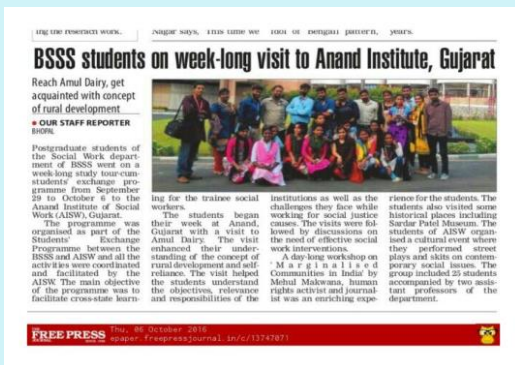 ing the reserach work.
Nagar says, This time we
foot of Bengali pattern,
years.
BSSS students on week-long visit to Anand Institute, Gujarat
Reach Amul Dairy, get
acquainted with concept
of rural development
● OUR STAFF REPORTER
BHOPAL
Postgraduate students of
the Social Work depart-
ment of BSSS went on a
week-long study tour-cum-
students' exchange pro-
gramme from September
29 to October 6 to the
Anand Institute of Social
Work (AISW), Gujarat.
The programme was
organised as part of the
Students' Exchange
Programme between the
BSSS and AISW and all the
activities were coordinated
and facilitated by the
AISW. The main objective
of the programme was to
facilitate cross-state learn-
ing for the trainee social
workers.
The students began
their week at Anand,
Gujarat with a visit to
Amul Dairy. The visit
enhanced their under-
standing of the concept of
rural development and self-
reliance. The visit helped
the students understand
the objectives, relevance
and responsibilities of the
institutions as well as the
challenges they face while
working for social justice
causes. The visits were fol-
lowed by discussions on
the need of effective social
work interventions.
A day-long workshop on
'Marginalised
Communities in India' by
Mehul Makwana, human
rights activist and journal-
ist was an enriching expe-
rience for the students. The
students also visited some
historical places including
Sardar Patel Museum. The
students of AISW organ-
ised a cultural event where
they performed street
plays and skits on contem-
porary social issues. The
group included 25 students
accompanied by two assis-
tant professors of the
department.
THE
FREE PRESS
JOURNAL
Thu, 06 October 2016
epaper.freepressjournal.in/c/13747071